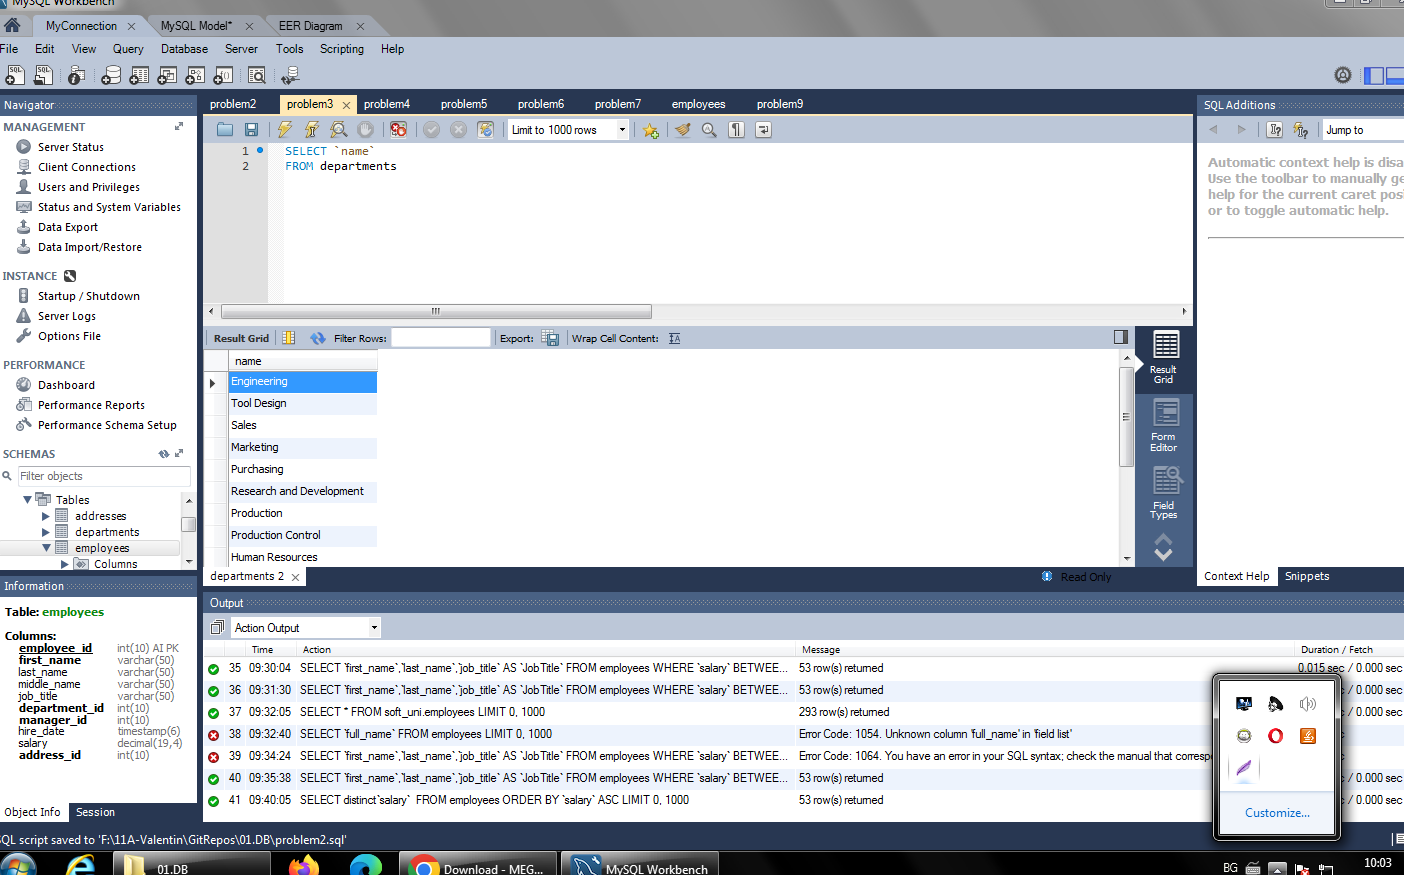 MySQL Workbench
MyConnection
MySQL Model*
EER Diagram
File Edit View Query Database Server Tools Scripting Help
Navigator
MANAGEMENT
Server Status
Client Connections
Users and Privileges
Status and System Variables
Data Export
Data Import/Restore
INSTANCE
Startup / Shutdown
Server Logs
Options File
PERFORMANCE
Dashboard
Performance Reports
Performance Schema Setup
SCHEMAS
Filter objects
Tables
addresses
departments
employees
Columns
Information
Table: employees
Columns:
employee_id int(10) AI PK
first_name varchar(50)
last_name varchar(50)
middle_name varchar(50)
job_title varchar(50)
department_id int(10)
manager_id int(10)
hire_date timestamp(6)
salary decimal(19,4)
address_id int(10)
Object Info Session
problem2 problem3 problem4 problem5 problem6 problem7 employees problem9
Limit to 1000 rows
1 SELECT `name`
2 FROM departments
Result Grid Filter Rows: Export: Wrap Cell Content:
name
Engineering
Tool Design
Sales
Marketing
Purchasing
Research and Development
Production
Production Control
Human Resources
Result
Grid
Form
Editor
Field
Types
departments 2
Read Only
SQL Additions
Jump to
Automatic context help is disa
Use the toolbar to manually ge
help for the current caret posi
or to toggle automatic help.
Context Help Snippets
Output
Action Output
Time Action Message Duration / Fetch
35 09:30:04 SELECT `first_name`,`last_name`,`job_title` AS `JobTitle` FROM employees WHERE `salary` BETWEE... 53 row(s) returned 0.015 sec / 0.000 sec
36 09:31:30 SELECT `first_name`,`last_name`,`job_title` AS `JobTitle` FROM employees WHERE `salary` BETWEE... 53 row(s) returned / 0.000 sec
37 09:32:05 SELECT * FROM soft_uni.employees LIMIT 0, 1000 293 row(s) returned / 0.000 sec
38 09:32:40 SELECT `full_name` FROM employees LIMIT 0, 1000 Error Code: 1054. Unknown column 'full_name' in 'field list'
39 09:34:24 SELECT `first_name`,`last_name`,`job_title` AS `JobTitle` FROM employees WHERE `salary` BETWEE... Error Code: 1064. You have an error in your SQL syntax; check the manual that corresp
40 09:35:38 SELECT `first_name`,`last_name`,`job_title` AS `JobTitle` FROM employees WHERE `salary` BETWEE... 53 row(s) returned / 0.000 sec
41 09:40:05 SELECT distinct`salary` FROM employees ORDER BY `salary` ASC LIMIT 0, 1000 53 row(s) returned / 0.000 sec
Customize...
QL script saved to 'F:\11A-Valentin\GitRepos\01.DB\problem2.sql'
01.DB
Download - MEG...
MySQL Workbench
BG
10:03